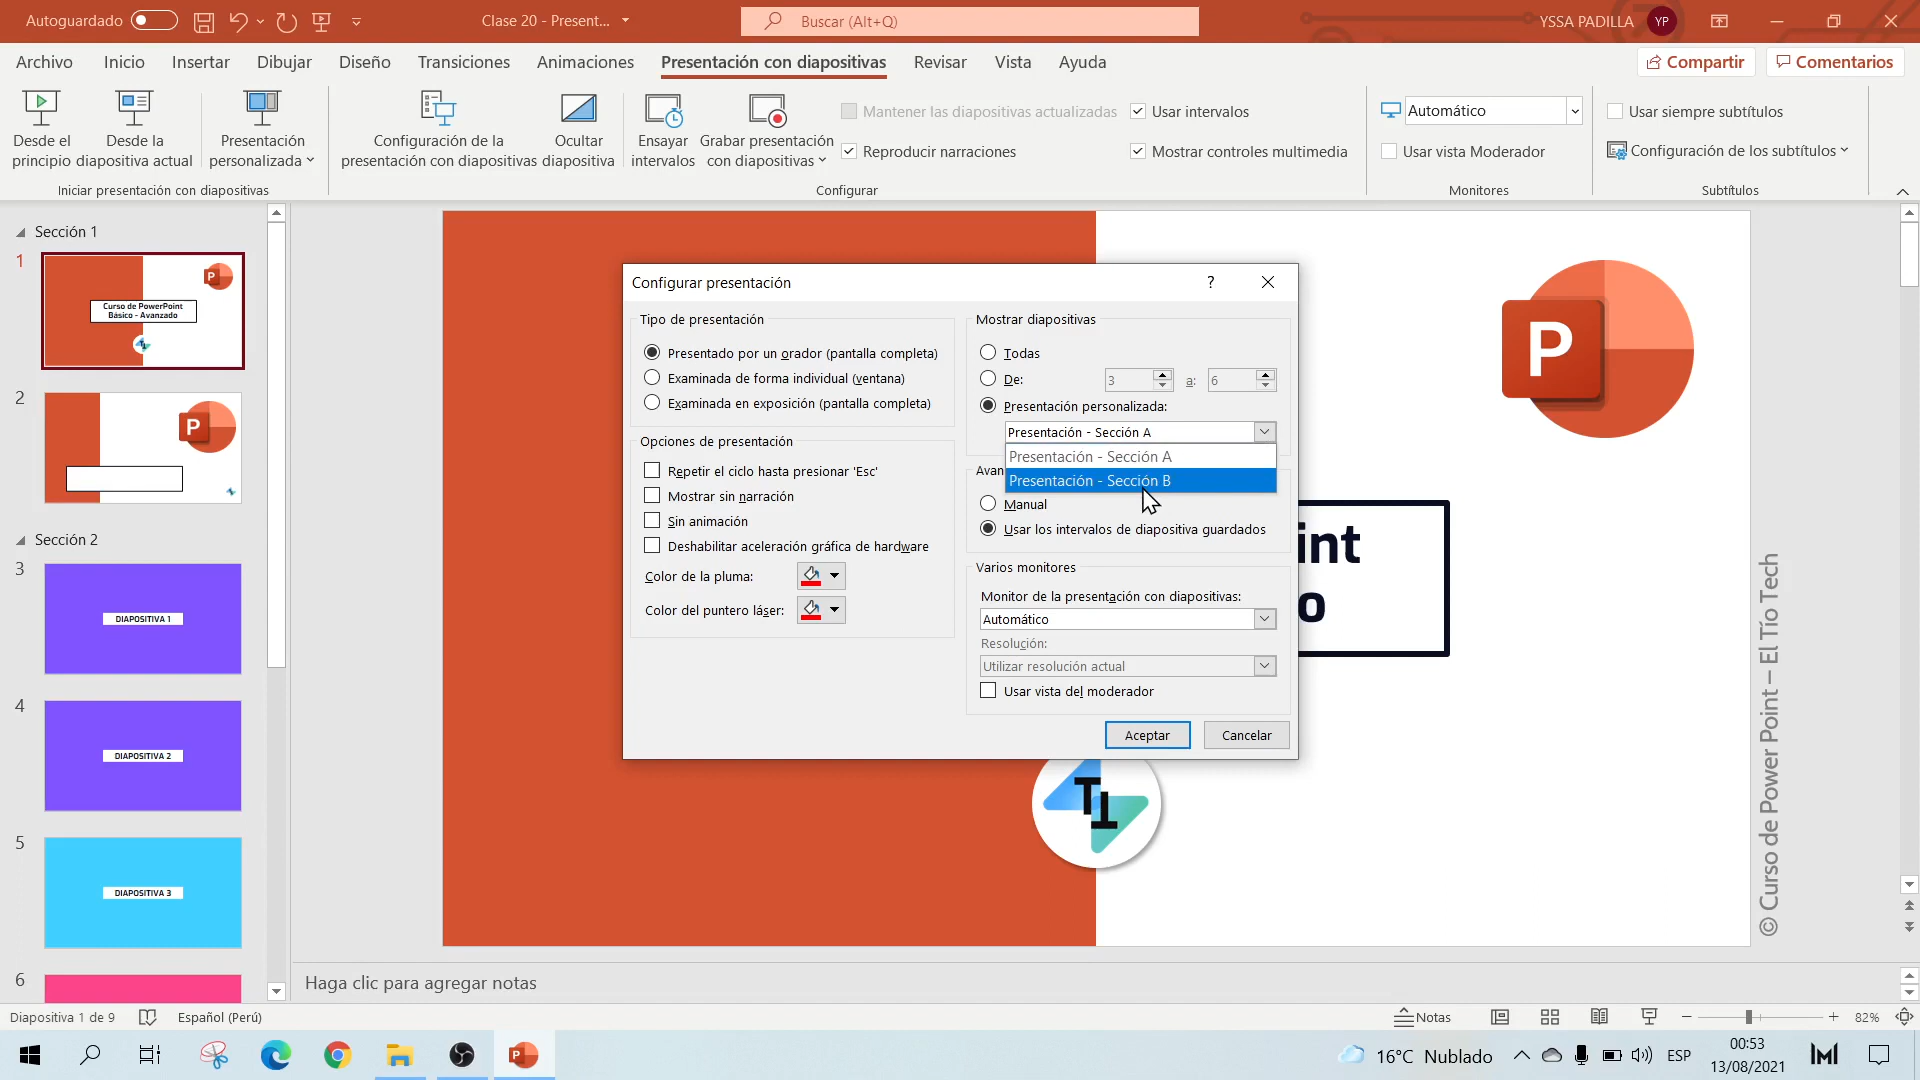 Autoguardado
Clase 20 - Present...
Buscar (Alt+Q)
YSSA PADILLA
YP
Archivo
Inicio
Insertar
Dibujar
Diseño
Transiciones
Animaciones
Presentación con diapositivas
Revisar
Vista
Ayuda
Compartir
Comentarios
Desde el
principio
Desde la
diapositiva actual
Presentación
personalizada
Iniciar presentación con diapositivas
Configuración de la
presentación con diapositivas
Ocultar
diapositiva
Ensayar
intervalos
Grabar presentación
con diapositivas
Mantener las diapositivas actualizadas
Reproducir narraciones
Usar intervalos
Mostrar controles multimedia
Configurar
Automático
Usar vista Moderador
Monitores
Usar siempre subtítulos
Configuración de los subtítulos
Subtítulos
Sección 1
1
P
Curso de PowerPoint
Básico - Avanzado
2
P
Sección 2
3
DIAPOSITIVA 1
4
DIAPOSITIVA 2
5
DIAPOSITIVA 3
6
P
int
o
© Curso de Power Point – El Tío Tech
Configurar presentación
?
Tipo de presentación
Presentado por un orador (pantalla completa)
Examinada de forma individual (ventana)
Examinada en exposición (pantalla completa)
Opciones de presentación
Repetir el ciclo hasta presionar 'Esc'
Mostrar sin narración
Sin animación
Deshabilitar aceleración gráfica de hardware
Color de la pluma:
Color del puntero láser:
Mostrar diapositivas
Todas
De:
3
a:
6
Presentación personalizada:
Presentación - Sección A
Presentación - Sección A
Presentación - Sección B
Avan
Manual
Usar los intervalos de diapositiva guardados
Varios monitores
Monitor de la presentación con diapositivas:
Automático
Resolución:
Utilizar resolución actual
Usar vista del moderador
Aceptar
Cancelar
Haga clic para agregar notas
Diapositiva 1 de 9
Español (Perú)
Notas
82%
16°C Nublado
ESP
00:53
13/08/2021